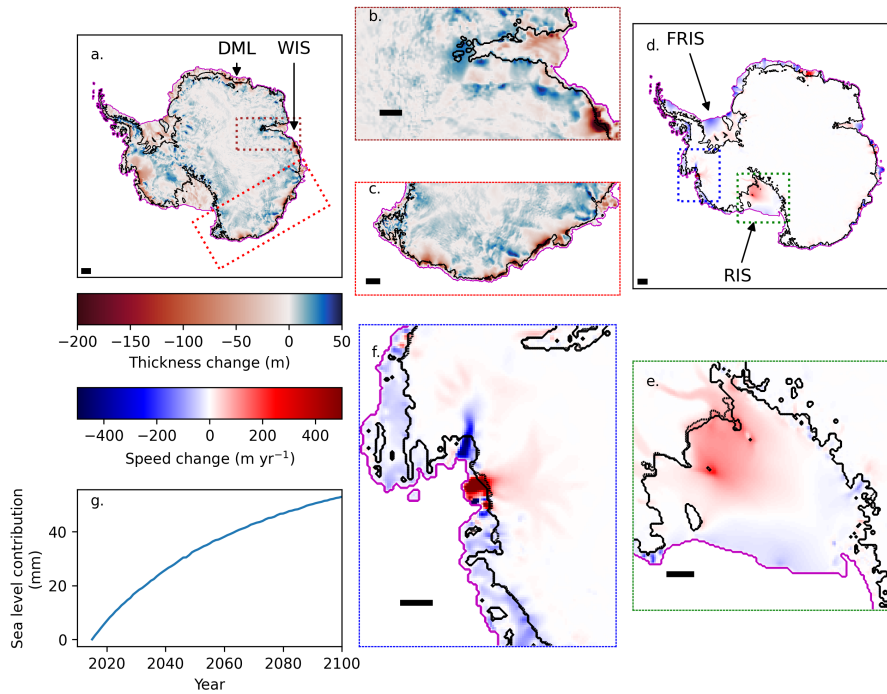 a.
DML
WIS
b.
c.
d.
FRIS
RIS
−200 −150 −100 −50 0 50
Thickness change (m)
−400 −200 0 200 400
Speed change (m yr⁻¹)
f.
e.
g.
Sea level contribution
(mm)
40
20
0
2020 2040 2060 2080 2100
Year